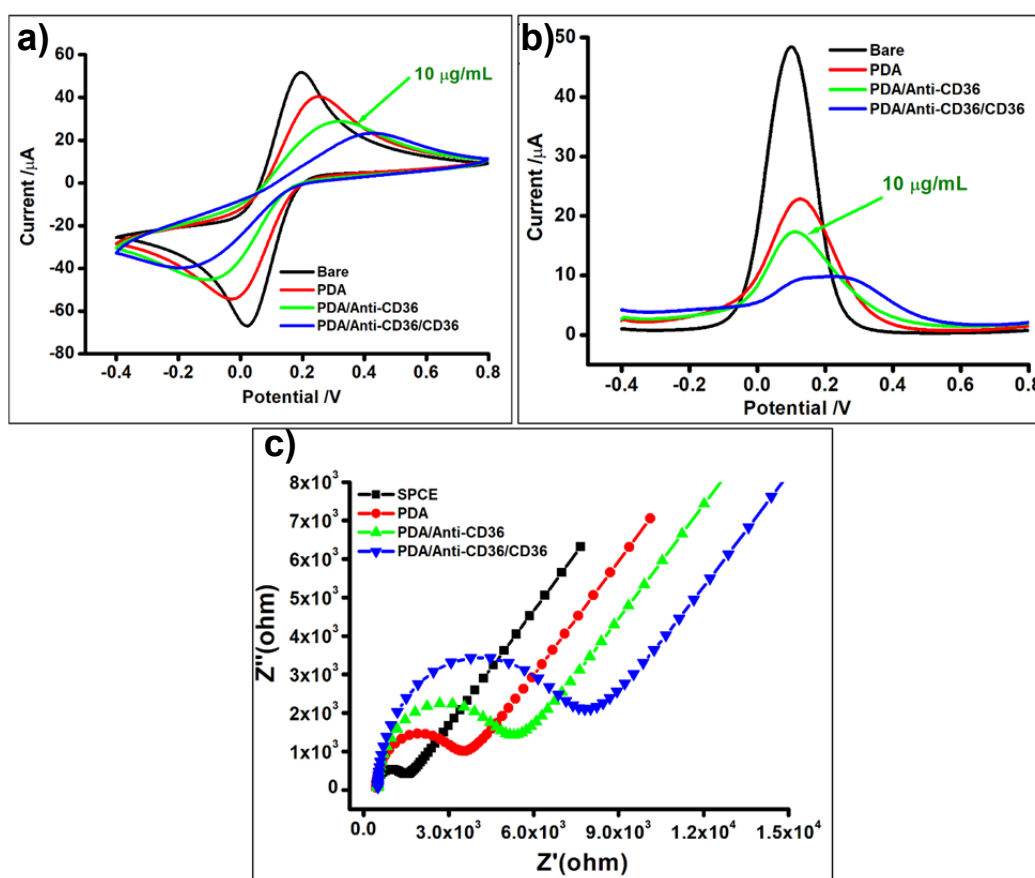 a)
10 µg/mL
Bare
PDA
PDA/Anti-CD36
PDA/Anti-CD36/CD36
Current /µA
60
40
20
0
-20
-40
-60
-80
-0.4 -0.2 0.0 0.2 0.4 0.6 0.8
Potential /V
b)
Bare
PDA
PDA/Anti-CD36
PDA/Anti-CD36/CD36
10 µg/mL
Current /µA
50
40
30
20
10
0
-0.4 -0.2 0.0 0.2 0.4 0.6 0.8
Potential /V
c)
SPCE
PDA
PDA/Anti-CD36
PDA/Anti-CD36/CD36
Z''(ohm)
8x10³
7x10³
6x10³
5x10³
4x10³
3x10³
2x10³
1x10³
0
0.0 3.0x10³ 6.0x10³ 9.0x10³ 1.2x10⁴ 1.5x10⁴
Z'(ohm)